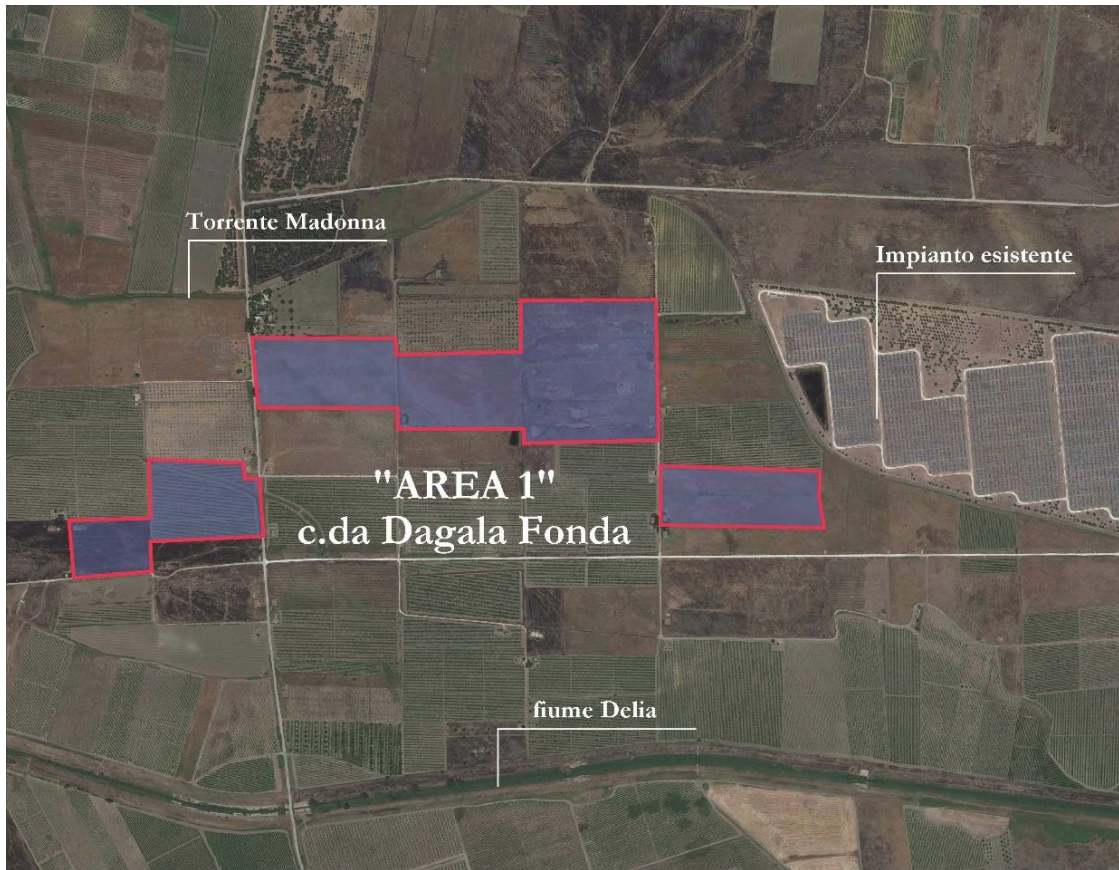 Torrente Madonna
Impianto esistente
"AREA 1"
c.da Dagala Fonda
fiume Delia